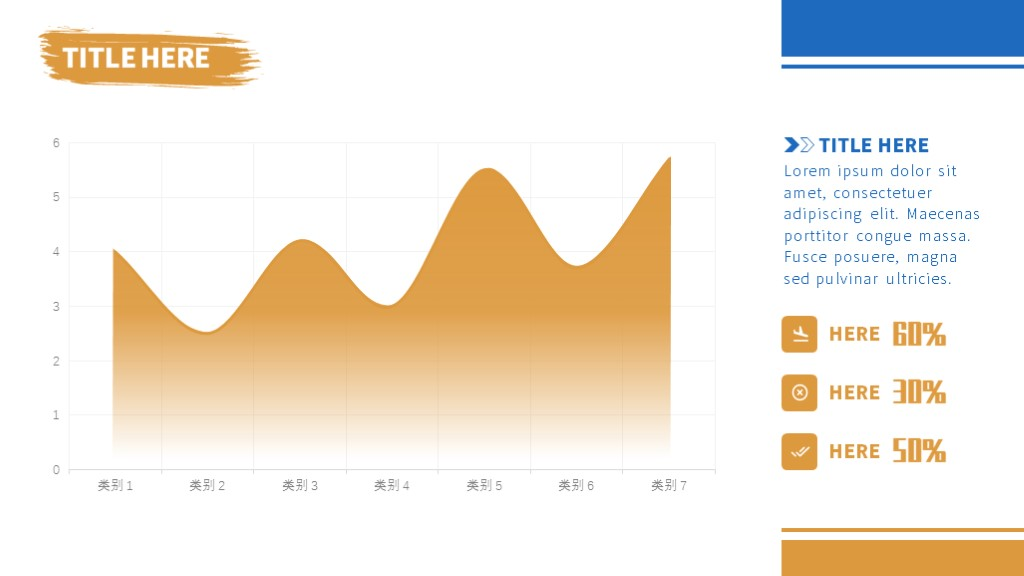 TITLE HERE
6
5
4
3
2
1
0
类别 1 类别 2 类别 3 类别 4 类别 5 类别 6 类别 7
TITLE HERE
Lorem ipsum dolor sit
amet, consectetuer
adipiscing elit. Maecenas
porttitor congue massa.
Fusce posuere, magna
sed pulvinar ultricies.
HERE 60%
HERE 30%
HERE 50%